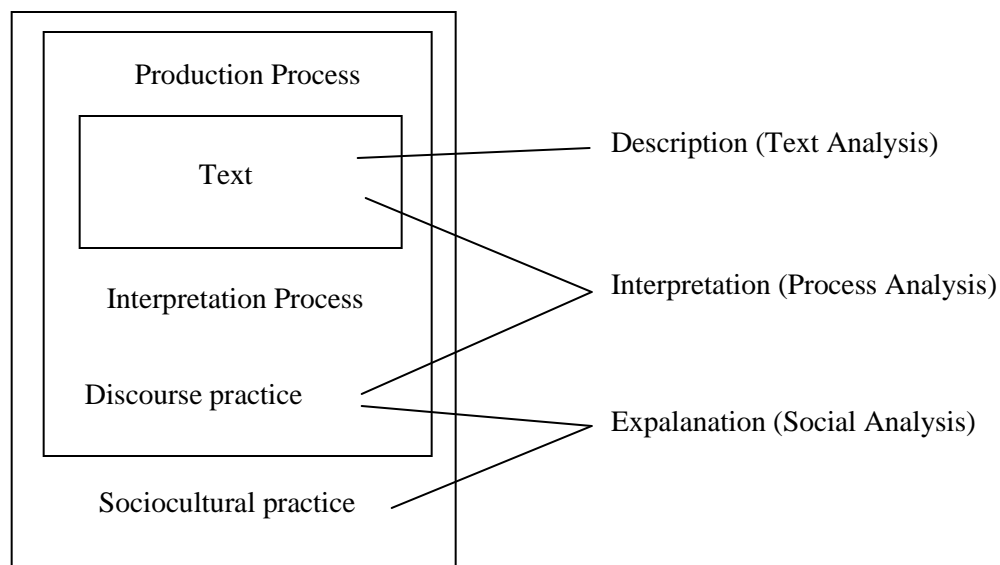 Production Process
Description (Text Analysis)
Text
Interpretation (Process Analysis)
Interpretation Process
Discourse practice
Expalanation (Social Analysis)
Sociocultural practice